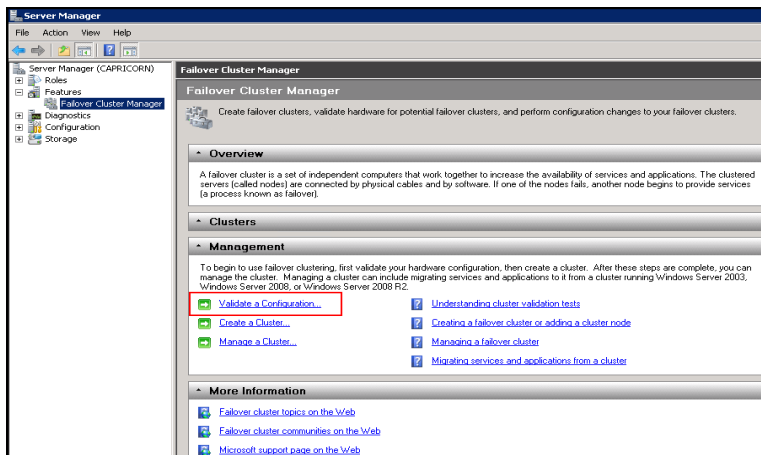 Server Manager
File Action View Help
Server Manager (CAPRICORN)
Roles
Features
Failover Cluster Manager
Diagnostics
Configuration
Storage
Failover Cluster Manager
Failover Cluster Manager
Create failover clusters, validate hardware for potential failover clusters, and perform configuration changes to your failover clusters.
Overview
A failover cluster is a set of independent computers that work together to increase the availability of services and applications. The clustered
servers (called nodes) are connected by physical cables and by software. If one of the nodes fails, another node begins to provide services
(a process known as failover).
Clusters
Management
To begin to use failover clustering, first validate your hardware configuration, then create a cluster. After these steps are complete, you can
manage the cluster. Managing a cluster can include migrating services and applications to it from a cluster running Windows Server 2003,
Windows Server 2008, or Windows Server 2008 R2.
Validate a Configuration... Understanding cluster validation tests
Create a Cluster... Creating a failover cluster or adding a cluster node
Manage a Cluster... Managing a failover cluster
Migrating services and applications from a cluster
More Information
Failover cluster topics on the Web
Failover cluster communities on the Web
Microsoft support page on the Web